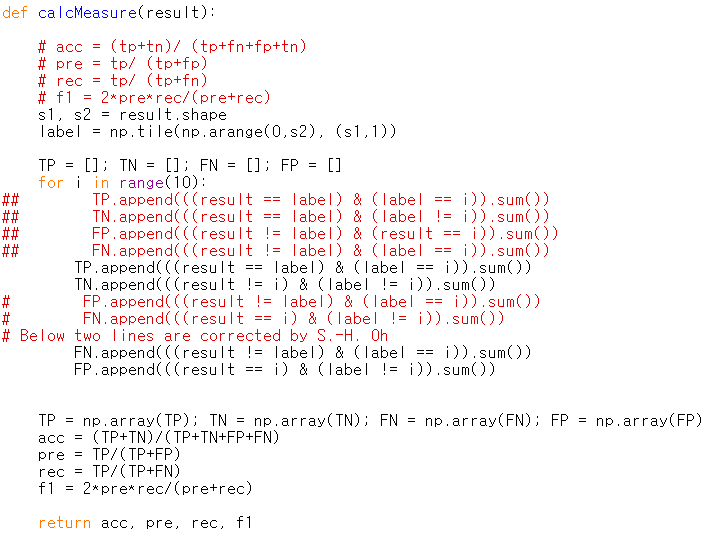 def calcMeasure(result):
    # acc = (tp+tn)/ (tp+fn+fp+tn)
    # pre = tp/ (tp+fp)
    # rec = tp/ (tp+fn)
    # f1 = 2*pre*rec/(pre+rec)
    s1, s2 = result.shape
    label = np.tile(np.arange(0,s2), (s1,1))
    TP = []; TN = []; FN = []; FP = []
    for i in range(10):
##        TP.append(((result == label) & (label == i)).sum())
##        TN.append(((result == label) & (label != i)).sum())
##        FP.append(((result != label) & (result == i)).sum())
##        FN.append(((result != label) & (label == i)).sum())
        TP.append(((result == label) & (label == i)).sum())
        TN.append(((result != i) & (label != i)).sum())
#        FP.append(((result != label) & (label == i)).sum())
#        FN.append(((result == i) & (label != i)).sum())
# Below two lines are corrected by S.-H. Oh
        FN.append(((result != label) & (label == i)).sum())
        FP.append(((result == i) & (label != i)).sum())
    TP = np.array(TP); TN = np.array(TN); FN = np.array(FN); FP = np.array(FP)
    acc = (TP+TN)/(TP+TN+FP+FN)
    pre = TP/(TP+FP)
    rec = TP/(TP+FN)
    f1 = 2*pre*rec/(pre+rec)
    return acc, pre, rec, f1